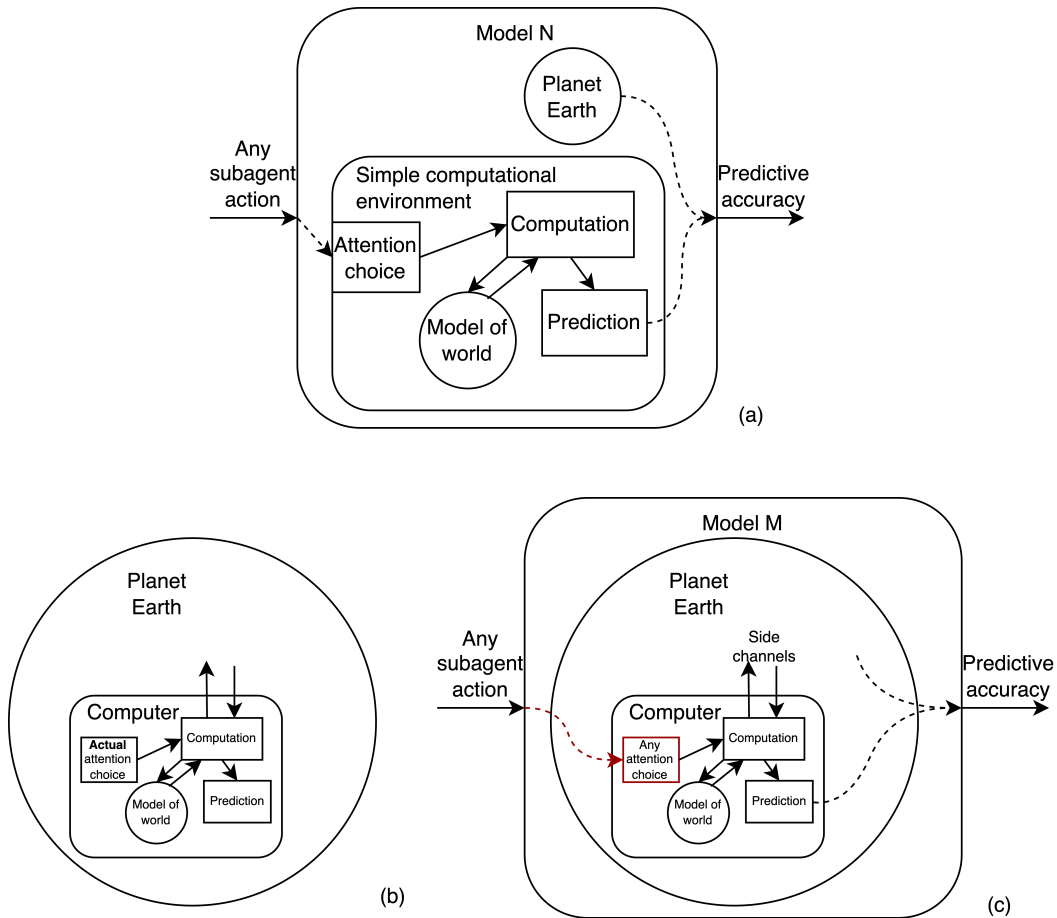 Model N
Planet
Earth
Any
subagent
action
Simple computational
environment
Computation
Attention
choice
Model of
world
Prediction
Predictive
accuracy
(a)
Planet
Earth
Computer
Actual
attention
choice
Computation
Model of
world
Prediction
(b)
Model M
Planet
Earth
Any
subagent
action
Side
channels
Computer
Any
attention
choice
Computation
Model of
world
Prediction
Predictive
accuracy
(c)